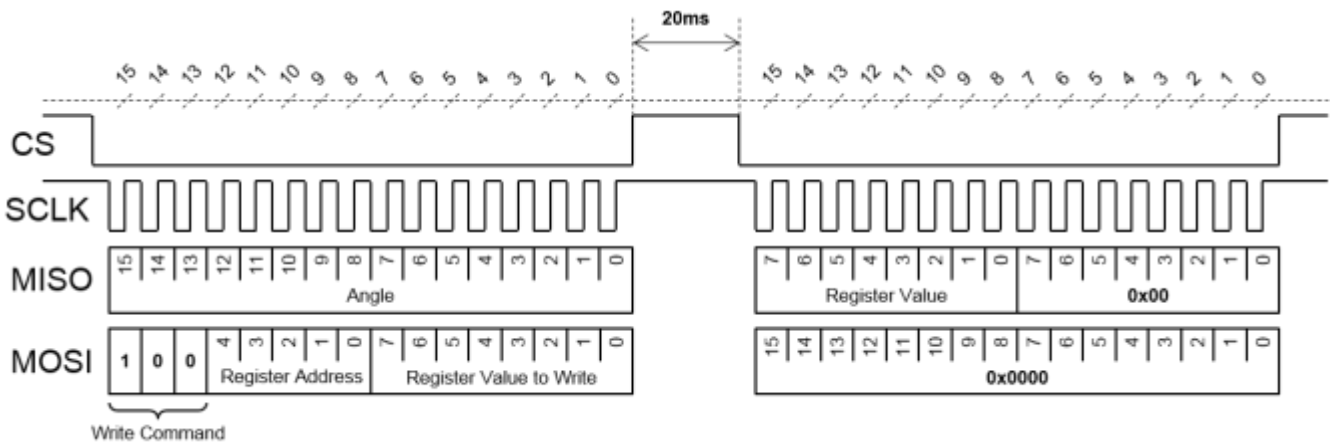 20ms
15 14 13 12 11 10 9 8 7 6 5 4 3 2 1 0 15 14 13 12 11 10 9 8 7 6 5 4 3 2 1 0
CS
SCLK
MISO 15 14 13 12 11 10 9 8 7 6 5 4 3 2 1 0 7 6 5 4 3 2 1 0 7 6 5 4 3 2 1 0
Angle Register Value 0x00
MOSI 1 0 0 4 3 2 1 0 7 6 5 4 3 2 1 0 15 14 13 12 11 10 9 8 7 6 5 4 3 2 1 0
Register Address Register Value to Write 0x0000
Write Command